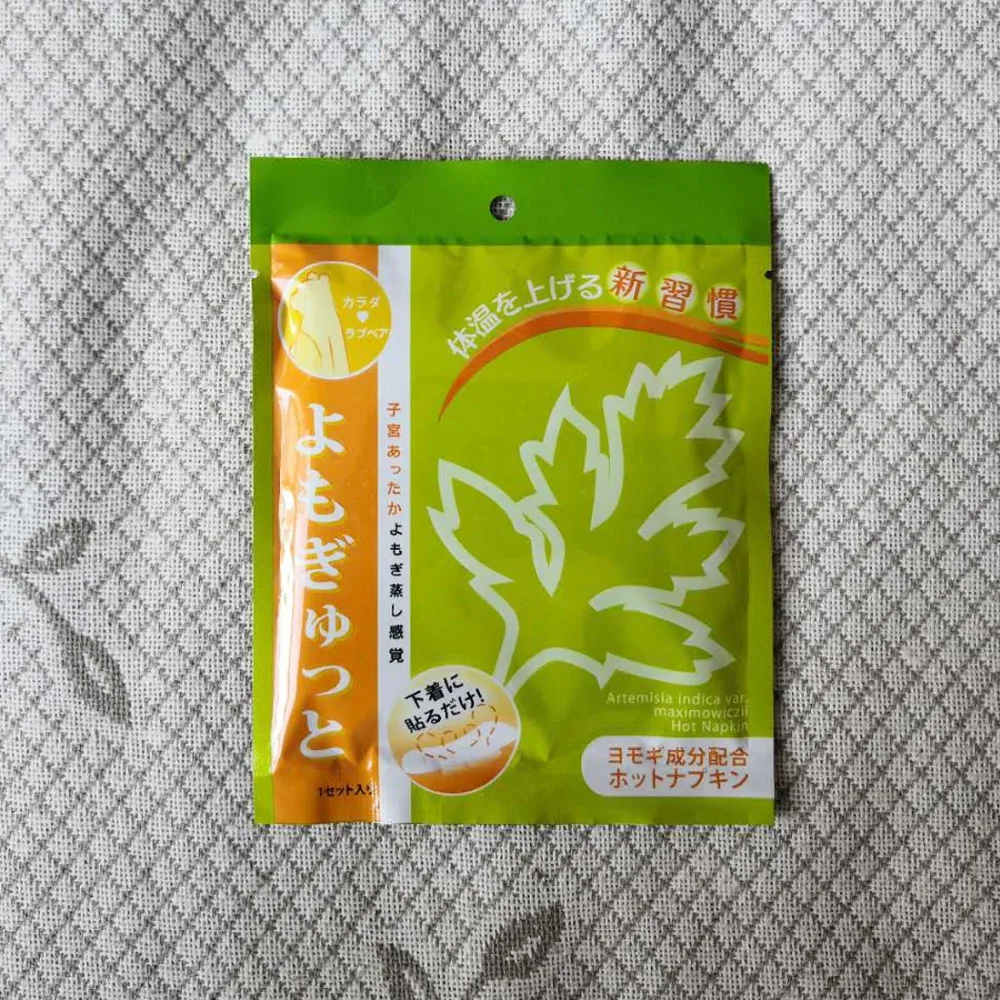 体温を上げる新習慣
カラダ
ラブベア
よもぎゅっと
子宮あったかよもぎ蒸し感覚
下着に
貼るだけ!
Artemisia indica var.
maximowiczii
Hot Napkin
ヨモギ成分配合
ホットナプキン
1セット入り